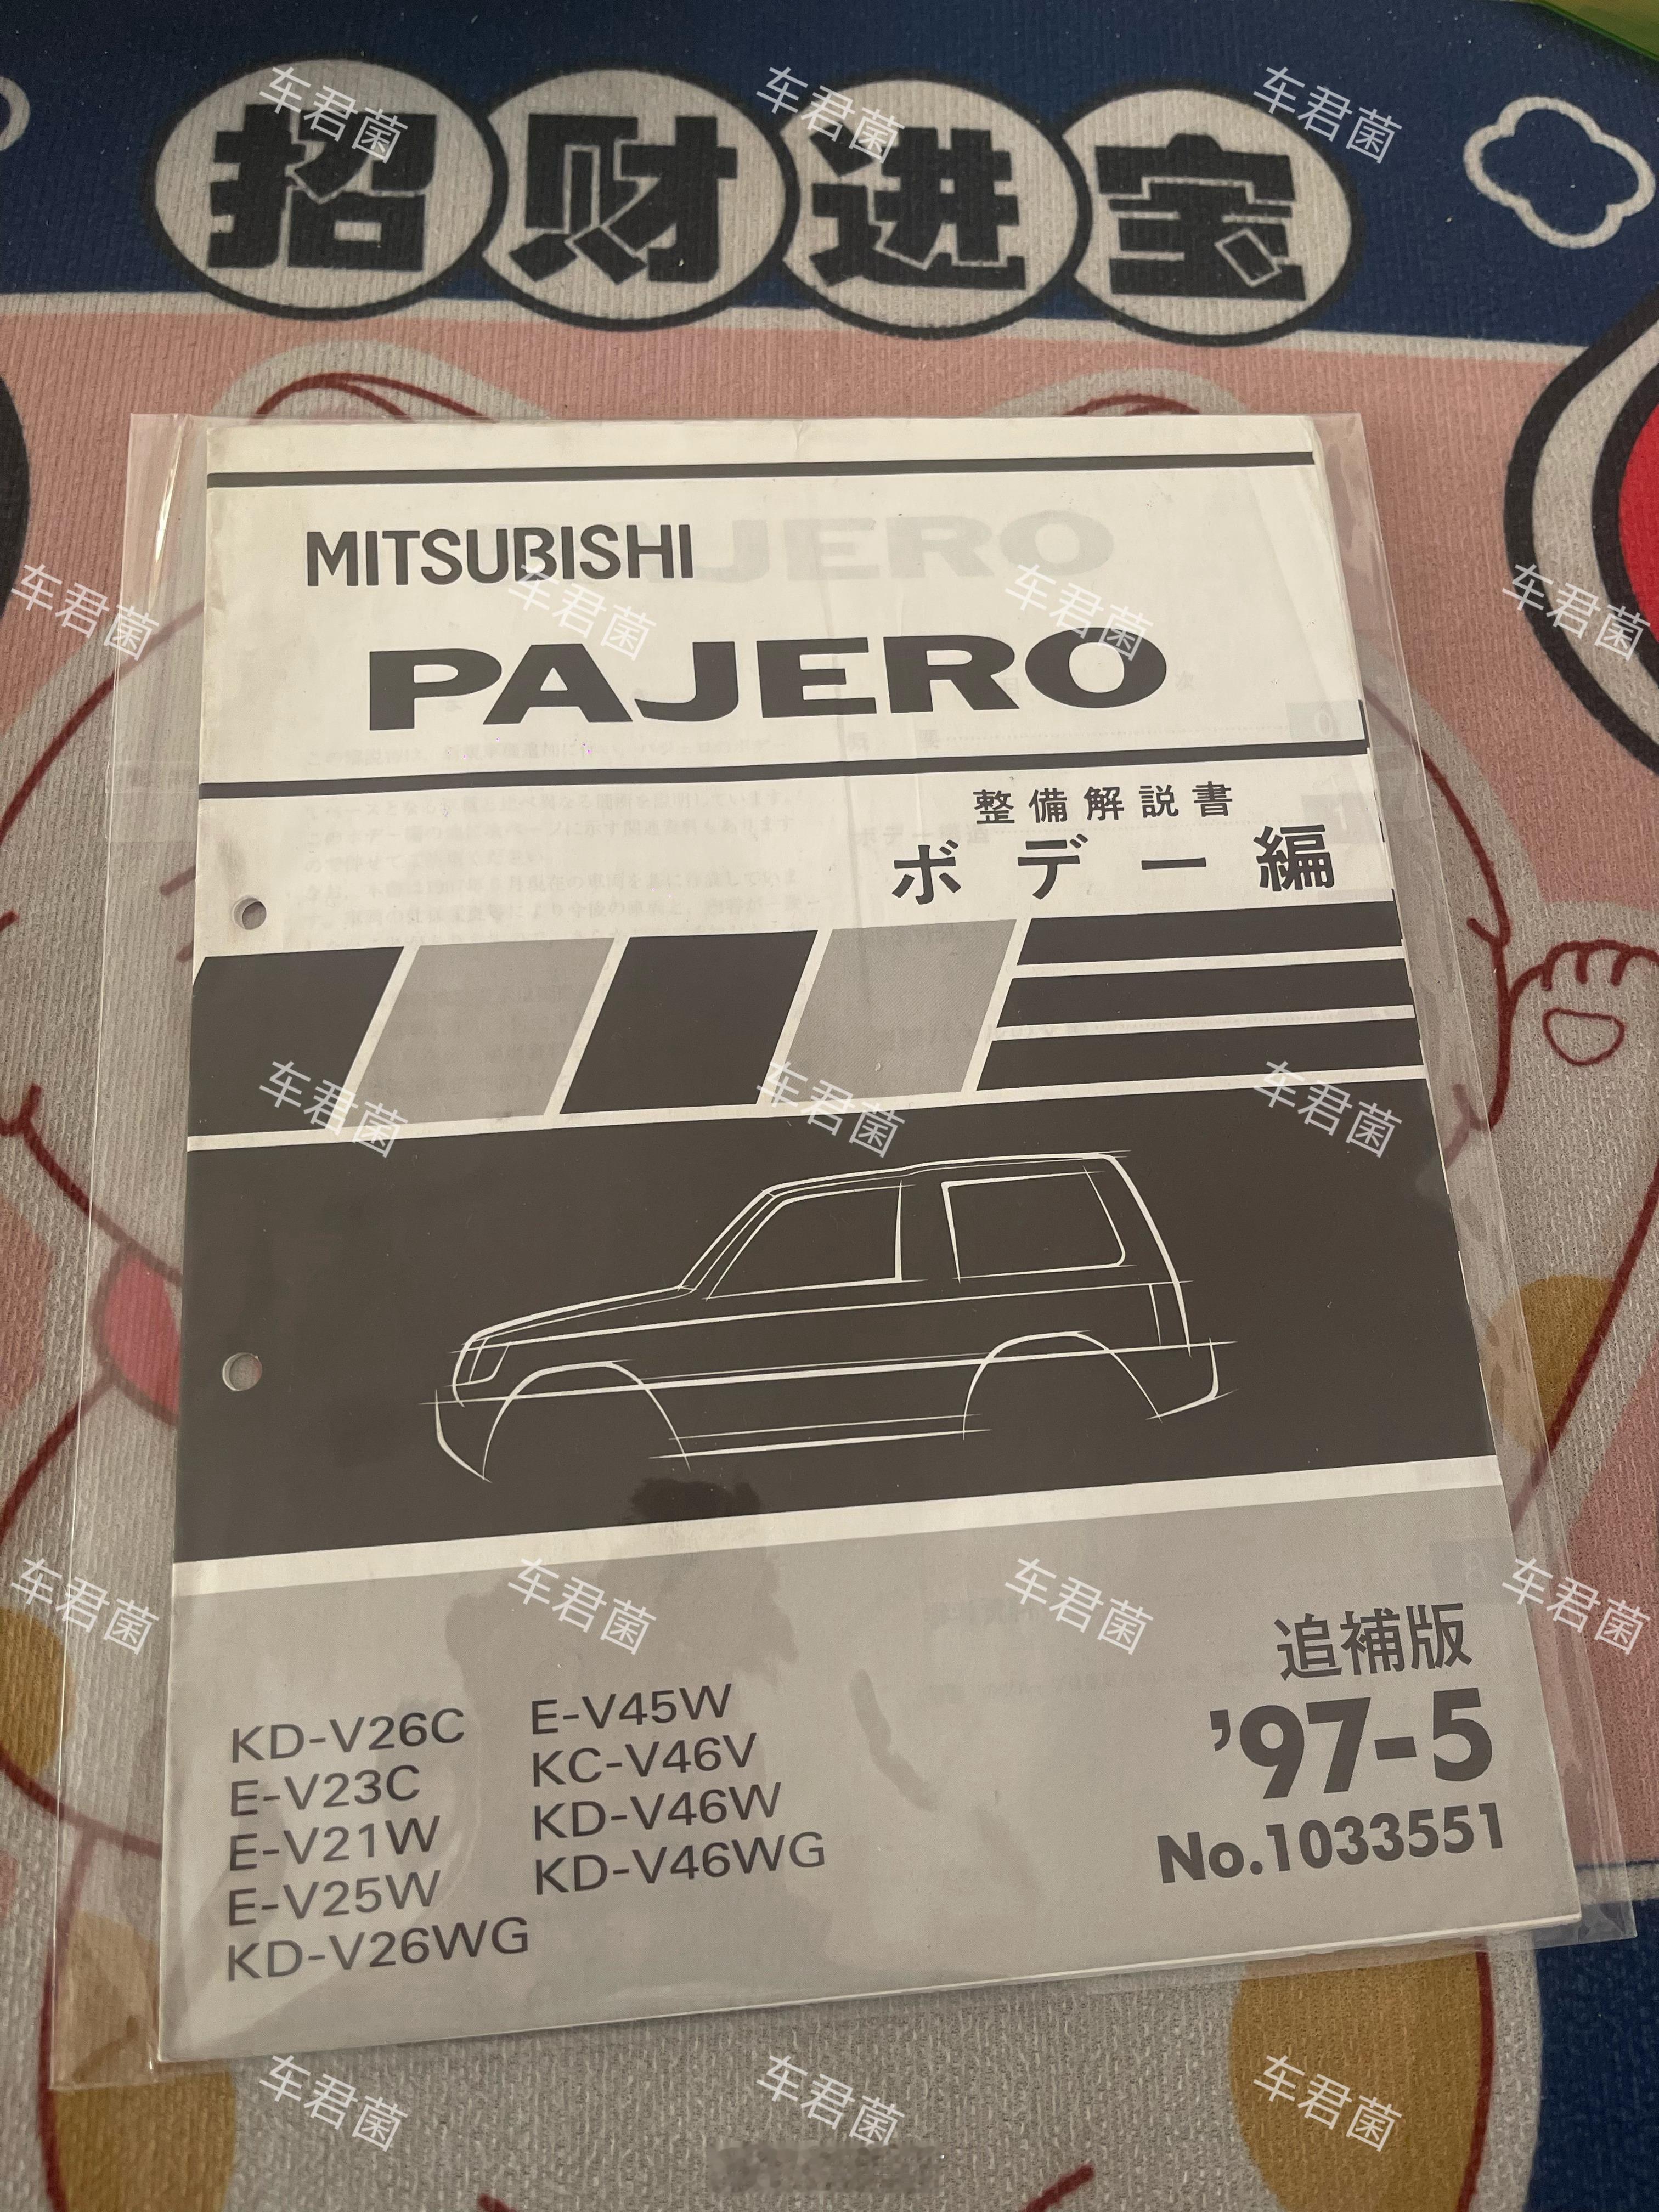 招财进宝
MITSUBISHI
PAJERO
整備解説書
ボデー編
追補版
'97-5
No.1033551
KD-V26C
E-V23C
E-V21W
E-V25W
KD-V26WG
E-V45W
KC-V46V
KD-V46W
KD-V46WG
车君菌